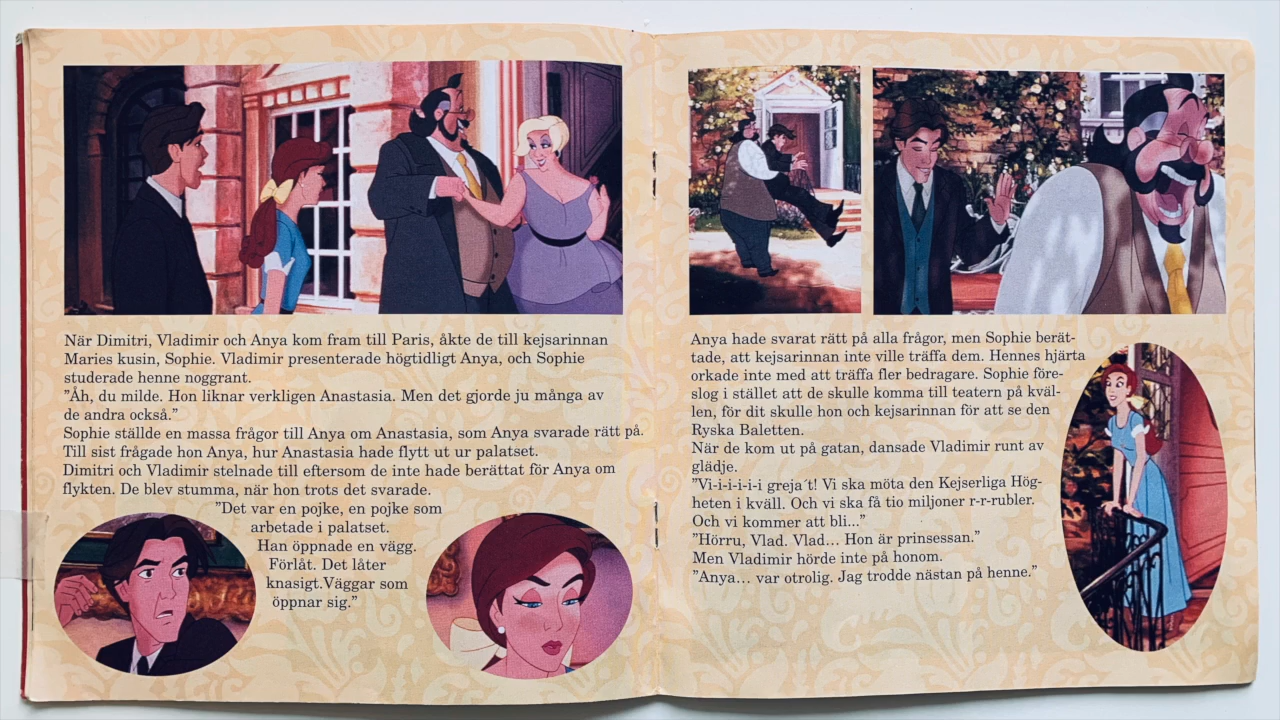 När Dimitri, Vladimir och Anya kom fram till Paris, åkte de till kejsarinnan
Maries kusin, Sophie. Vladimir presenterade högtidligt Anya, och Sophie
studerade henne noggrant.
”Åh, du milde. Hon liknar verkligen Anastasia. Men det gjorde ju många av
de andra också.”
Sophie ställde en massa frågor till Anya om Anastasia, som Anya svarade rätt på.
Till sist frågade hon Anya, hur Anastasia hade flytt ut ur palatset.
Dimitri och Vladimir stelnade till eftersom de inte hade berättat för Anya om
flykten. De blev stumma, när hon trots det svarade.
”Det var en pojke, en pojke som
arbetade i palatset.
Han öppnade en vägg.
Förlåt. Det låter
knasigt.Väggar som
öppnar sig.”
Anya hade svarat rätt på alla frågor, men Sophie berät-
tade, att kejsarinnan inte ville träffa dem. Hennes hjärta
orkade inte med att träffa fler bedragare. Sophie före-
slog i stället att de skulle komma till teatern på kväl-
len, för dit skulle hon och kejsarinnan för att se den
Ryska Baletten.
När de kom ut på gatan, dansade Vladimir runt av
glädje.
”Vi-i-i-i-i-i greja´t! Vi ska möta den Kejserliga Hög-
heten i kväll. Och vi ska få tio miljoner r-r-rubler.
Och vi kommer att bli...”
”Hörru, Vlad. Vlad... Hon är prinsessan.”
Men Vladimir hörde inte på honom.
”Anya... var otrolig. Jag trodde nästan på henne.”